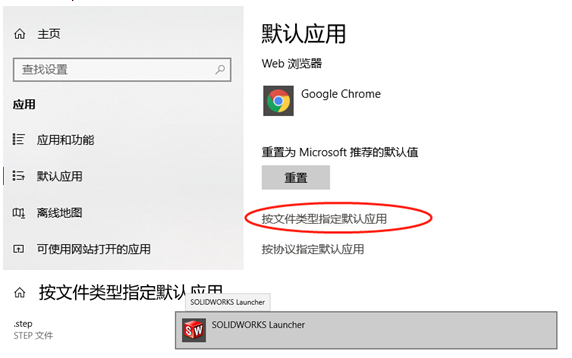 主页
查找设置
应用
应用和功能
默认应用
离线地图
可使用网站打开的应用
默认应用
Web 浏览器
Google Chrome
重置为 Microsoft 推荐的默认值
重置
按文件类型指定默认应用
按协议指定默认应用
按文件类型指定默认应用
SOLIDWORKS Launcher
.step
STEP 文件
SW
SOLIDWORKS Launcher